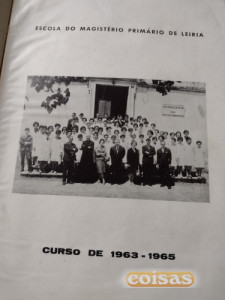 ESCOLA DO MAGISTÉRIO PRIMÁRIO DE LEIRIA
CURSO DE 1963-1965
coisas